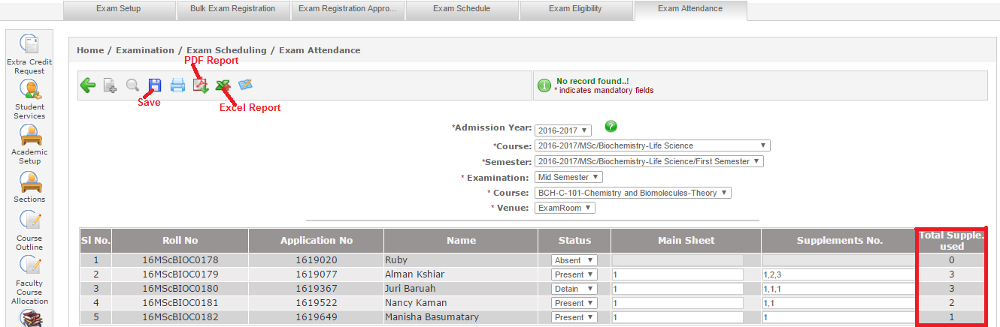 Exam Setup Bulk Exam Registration Exam Registration Appro... Exam Schedule Exam Eligibility Exam Attendance
Extra Credit
Request
Student
Services
Academic
Setup
Sections
Course
Outline
Faculty
Course
Allocation
Home / Examination / Exam Scheduling / Exam Attendance
PDF Report
Save
Excel Report
No record found..!
* indicates mandatory fields
*Admission Year: 2016-2017
*Course: 2016-2017/MSc/Biochemistry-Life Science
*Semester: 2016-2017/MSc/Biochemistry-Life Science/First Semester
* Examination: Mid Semester
* Course: BCH-C-101-Chemistry and Biomolecules-Theory
* Venue: ExamRoom
Sl No. Roll No Application No Name Status Main Sheet Supplements No. Total Supple. used
1 16MScBIOC0178 1619020 Ruby Absent 0
2 16MScBIOC0179 1619077 Alman Kshiar Present 1 1,2,3 3
3 16MScBIOC0180 1619367 Juri Baruah Detain 1 1,1,1 3
4 16MScBIOC0181 1619522 Nancy Kaman Present 1 1,1 2
5 16MScBIOC0182 1619649 Manisha Basumatary Present 1 1 1